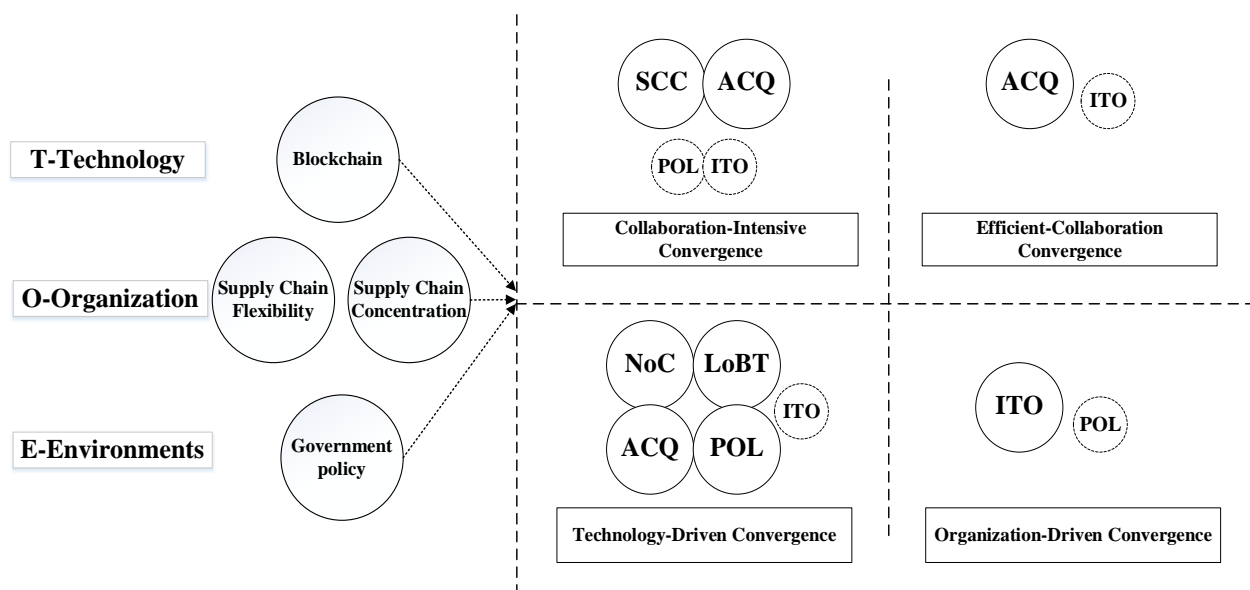 T-Technology
O-Organization
E-Environments
Blockchain
Supply Chain
Flexibility
Supply Chain
Concentration
Government
policy
SCC
ACQ
POL
ITO
Collaboration-Intensive
Convergence
ACQ
ITO
Efficient-Collaboration
Convergence
NoC
LoBT
ITO
ACQ
POL
Technology-Driven Convergence
ITO
POL
Organization-Driven Convergence